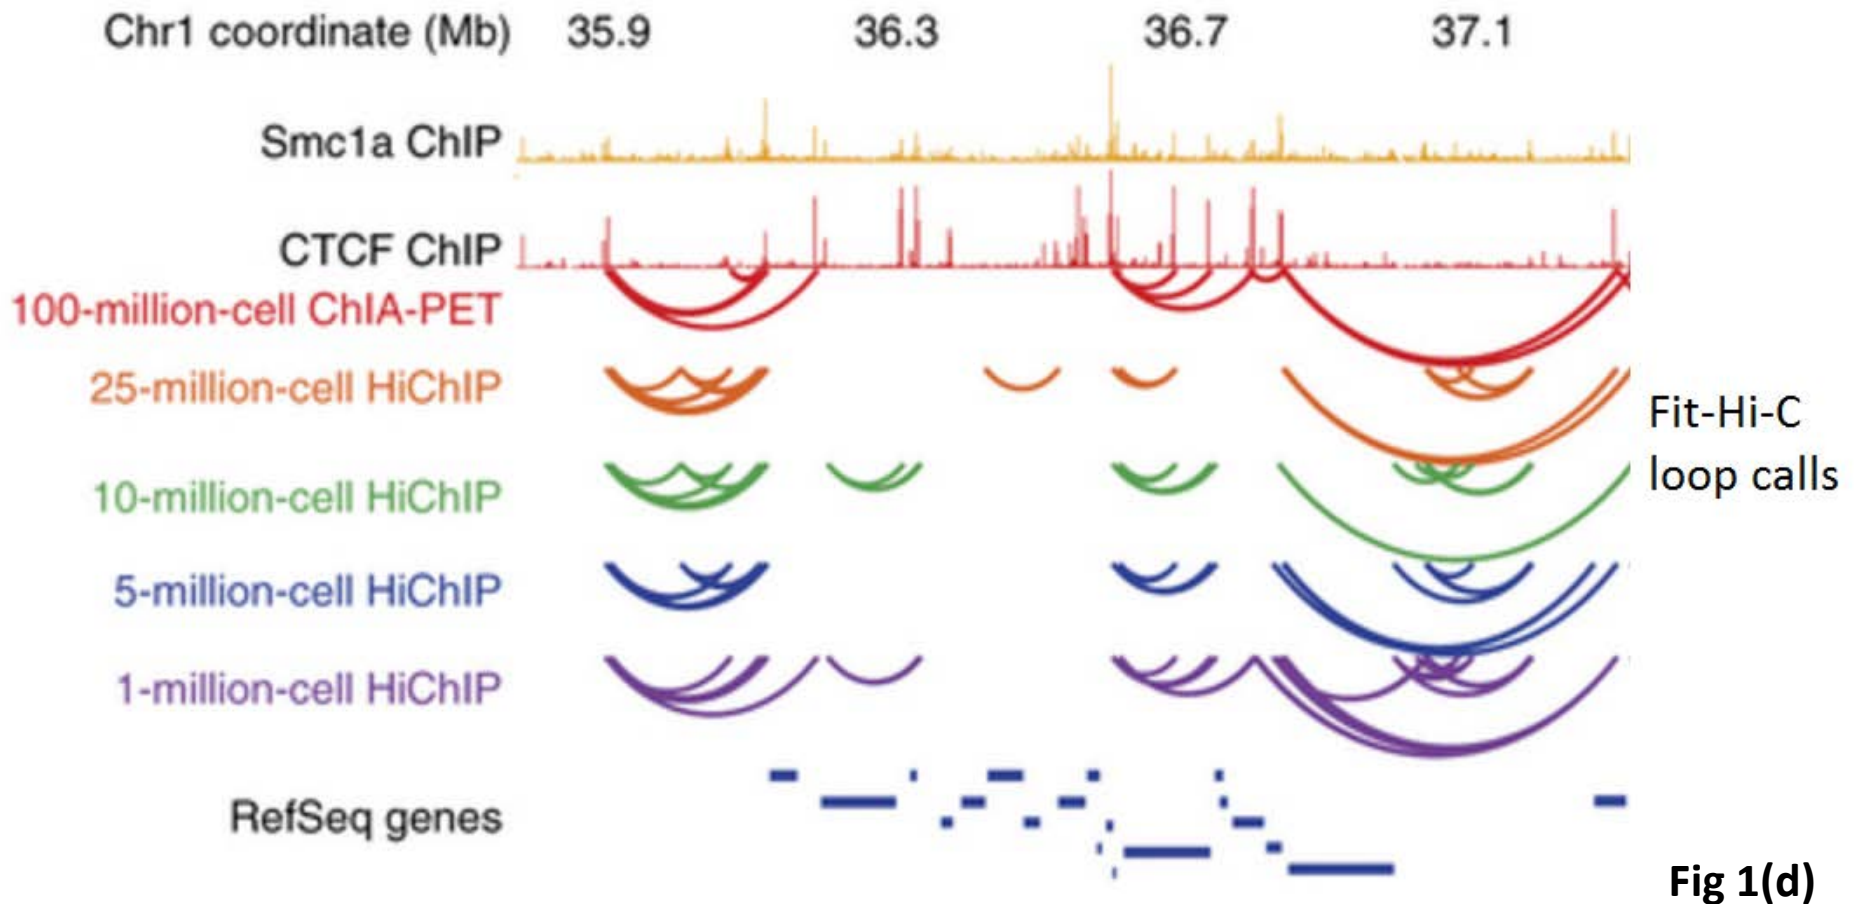 Chr1 coordinate (Mb) 35.9 36.3 36.7 37.1
Smc1a ChIP
CTCF ChIP
100-million-cell ChIA-PET
25-million-cell HiChIP
Fit-Hi-C
loop calls
10-million-cell HiChIP
5-million-cell HiChIP
1-million-cell HiChIP
RefSeq genes
Fig 1(d)